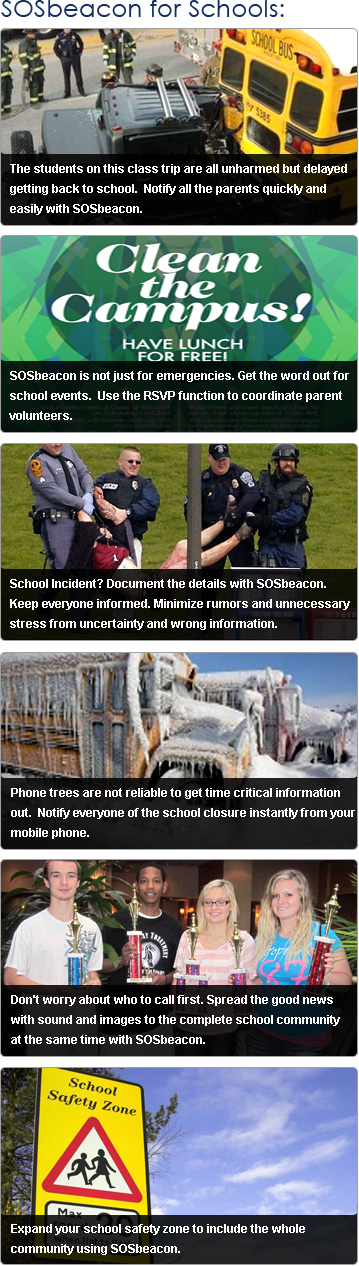 SOSbeacon for Schools:
SCHOOL BUS
5385
The students on this class trip are all unharmed but delayed
getting back to school. Notify all the parents quickly and
easily with SOSbeacon.
Clean
the
Campus!
HAVE LUNCH
FOR FREE!
SOSbeacon is not just for emergencies. Get the word out for
school events. Use the RSVP function to coordinate parent
volunteers.
School Incident? Document the details with SOSbeacon.
Keep everyone informed. Minimize rumors and unnecessary
stress from uncertainty and wrong information.
Phone trees are not reliable to get time critical information
out. Notify everyone of the school closure instantly from your
mobile phone.
Don't worry about who to call first. Spread the good news
with sound and images to the complete school community
at the same time with SOSbeacon.
School
Safety Zone
Max
when lights
Expand your school safety zone to include the whole
community using SOSbeacon.